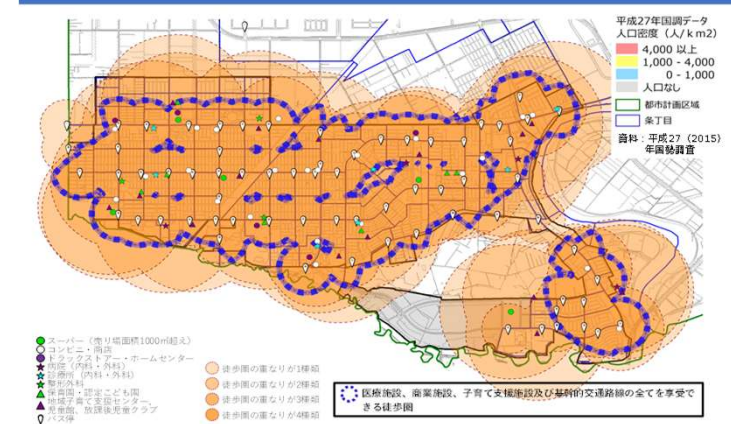 平成27年国調データ
人口密度（人/ｋｍ2）
4,000 以上
1,000 - 4,000
0 - 1,000
人口なし
都市計画区域
条丁目
資料：平成27（2015）
年国勢調査
スーパー（売り場面積1000㎡超え）
コンビニ・商店
ドラックストアー・ホームセンター
病院（内科・外科）
診療所（内科・外科）
整形外科
保育園・認定こども園
地域子育て支援センター、
児童館、放課後児童クラブ
バス停
徒歩圏の重なりが1種類
徒歩圏の重なりが2種類
徒歩圏の重なりが3種類
徒歩圏の重なりが4種類
医療施設、商業施設、子育て支援施設及び基幹的交通路線の全てを享受で
きる徒歩圏